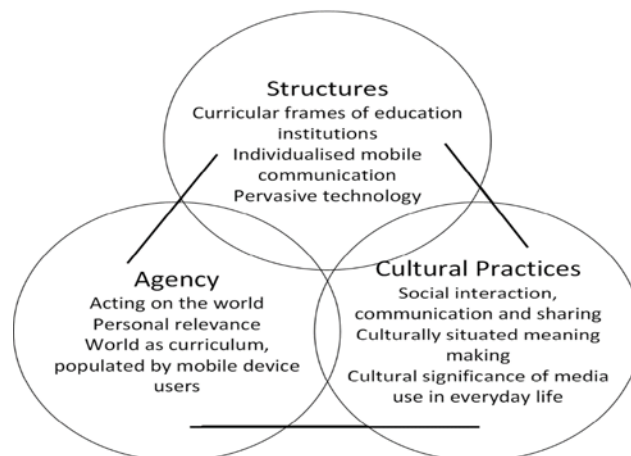 Structures
Curricular frames of education
institutions
Individualised mobile
communication
Pervasive technology
Agency
Acting on the world
Personal relevance
World as curriculum,
populated by mobile device
users
Cultural Practices
Social interaction,
communication and sharing
Culturally situated meaning
making
Cultural significance of media
use in everyday life